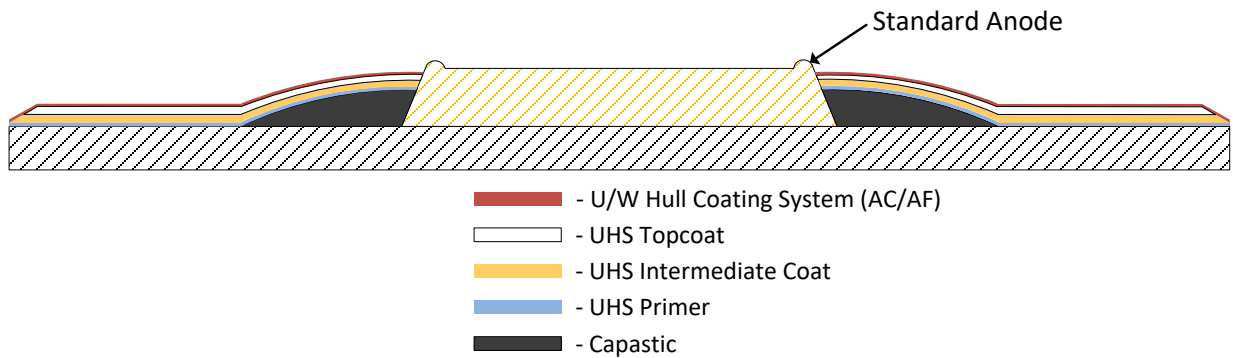 Standard Anode
- U/W Hull Coating System (AC/AF)
- UHS Topcoat
- UHS Intermediate Coat
- UHS Primer
- Capastic